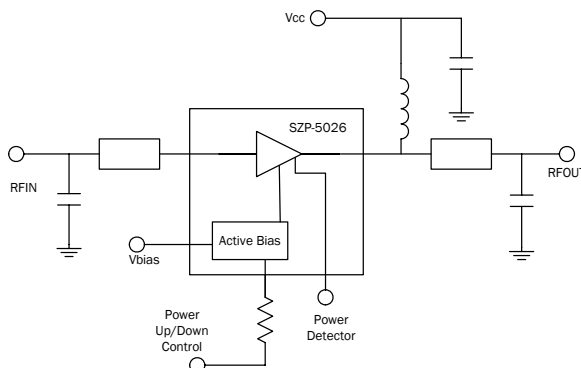 Vcc
SZP-5026
RFIN
RFOUT
Active Bias
Vbias
Power
Up/Down
Control
Power
Detector